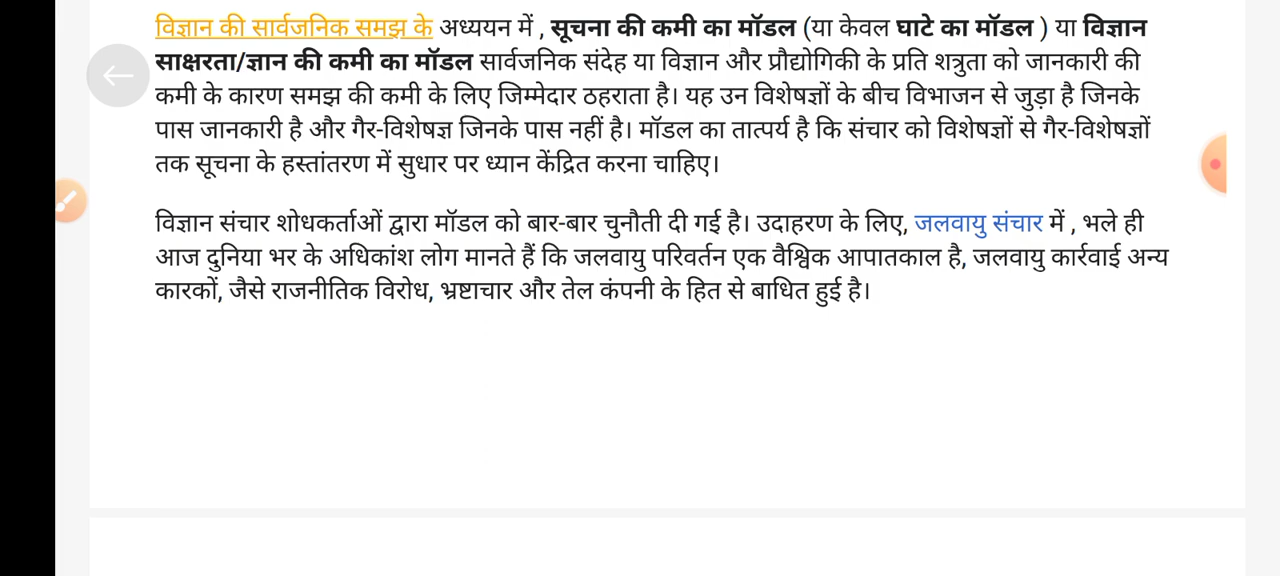 विज्ञान की सार्वजनिक समझ के अध्ययन में , सूचना की कमी का मॉडल (या केवल घाटे का मॉडल ) या विज्ञान
साक्षरता/ज्ञान की कमी का मॉडल सार्वजनिक संदेह या विज्ञान और प्रौद्योगिकी के प्रति शत्रुता को जानकारी की
कमी के कारण समझ की कमी के लिए जिम्मेदार ठहराता है। यह उन विशेषज्ञों के बीच विभाजन से जुड़ा है जिनके
पास जानकारी है और गैर-विशेषज्ञ जिनके पास नहीं है। मॉडल का तात्पर्य है कि संचार को विशेषज्ञों से गैर-विशेषज्ञों
तक सूचना के हस्तांतरण में सुधार पर ध्यान केंद्रित करना चाहिए।
विज्ञान संचार शोधकर्ताओं द्वारा मॉडल को बार-बार चुनौती दी गई है। उदाहरण के लिए, जलवायु संचार में , भले ही
आज दुनिया भर के अधिकांश लोग मानते हैं कि जलवायु परिवर्तन एक वैश्विक आपातकाल है, जलवायु कार्रवाई अन्य
कारकों, जैसे राजनीतिक विरोध, भ्रष्टाचार और तेल कंपनी के हित से बाधित हुई है।